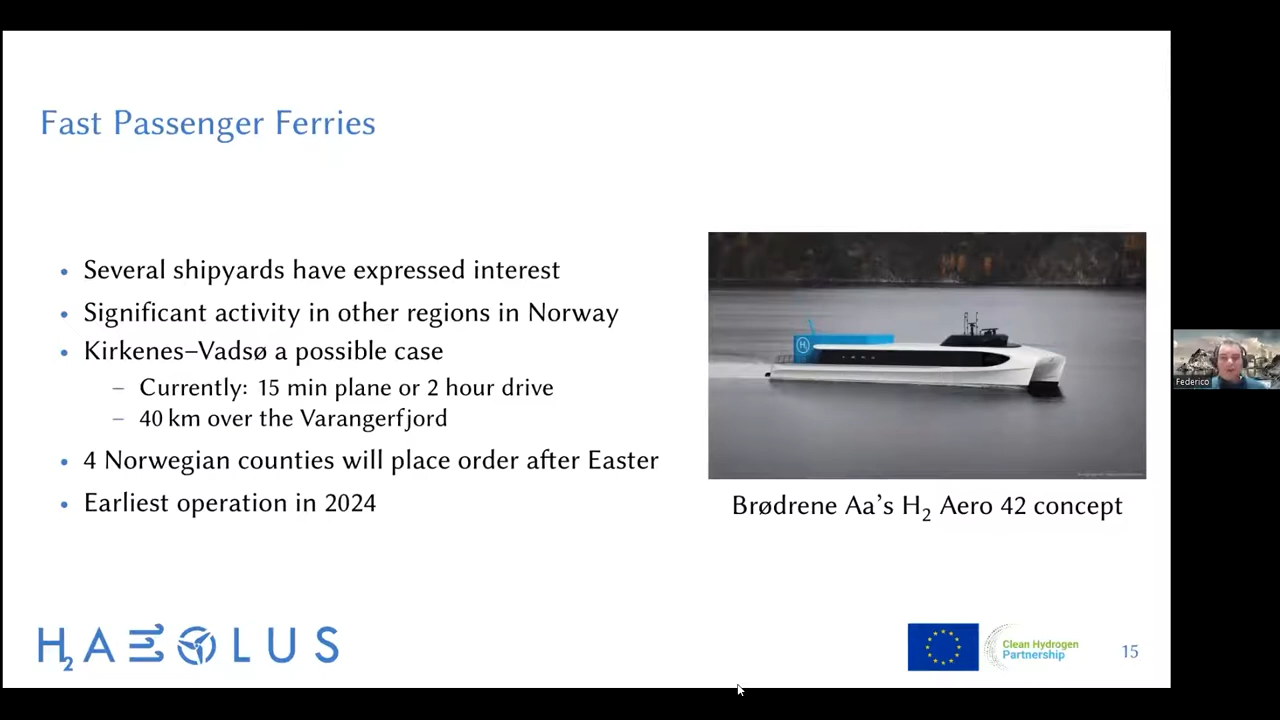 Fast Passenger Ferries
• Several shipyards have expressed interest
• Significant activity in other regions in Norway
• Kirkenes–Vadsø a possible case
– Currently: 15 min plane or 2 hour drive
– 40 km over the Varangerfjord
• 4 Norwegian counties will place order after Easter
• Earliest operation in 2024
H₂
Brødrene Aa’s H₂ Aero 42 concept
Federico
H₂AEOLUS
Clean Hydrogen
Partnership
15